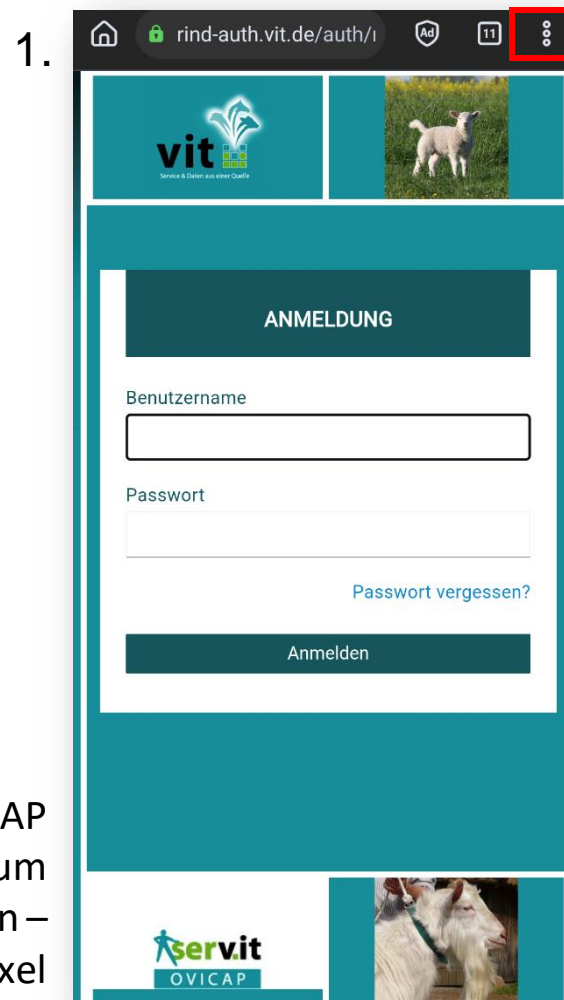 1.
rind-auth.vit.de/auth/
Ad
11
vit
Service & Daten aus einer Quelle
ANMELDUNG
Benutzername
Passwort
Passwort vergessen?
Anmelden
AP
um
n –
xel
serv.it
OVICAP